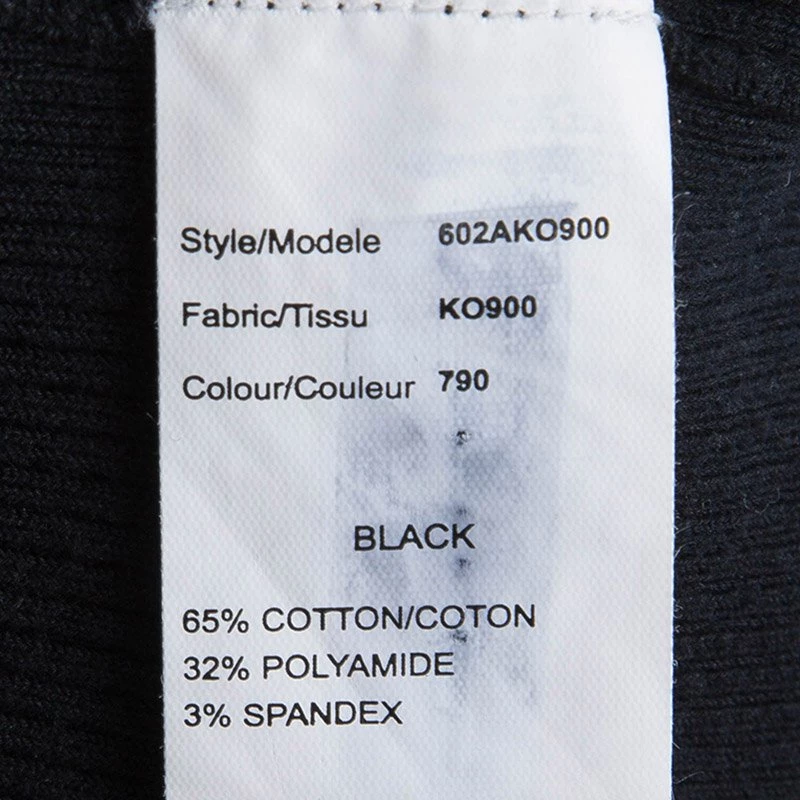 Style/Modele 602AKO900
Fabric/Tissu KO900
Colour/Couleur 790
BLACK
65% COTTON/COTON
32% POLYAMIDE
3% SPANDEX